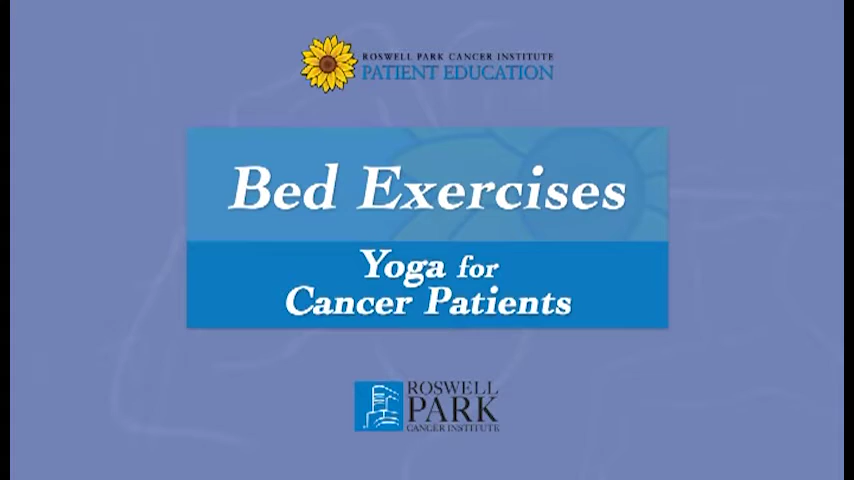 ROSWELL PARK CANCER INSTITUTE
PATIENT EDUCATION
Bed Exercises
Yoga for
Cancer Patients
ROSWELL
PARK
CANCER INSTITUTE